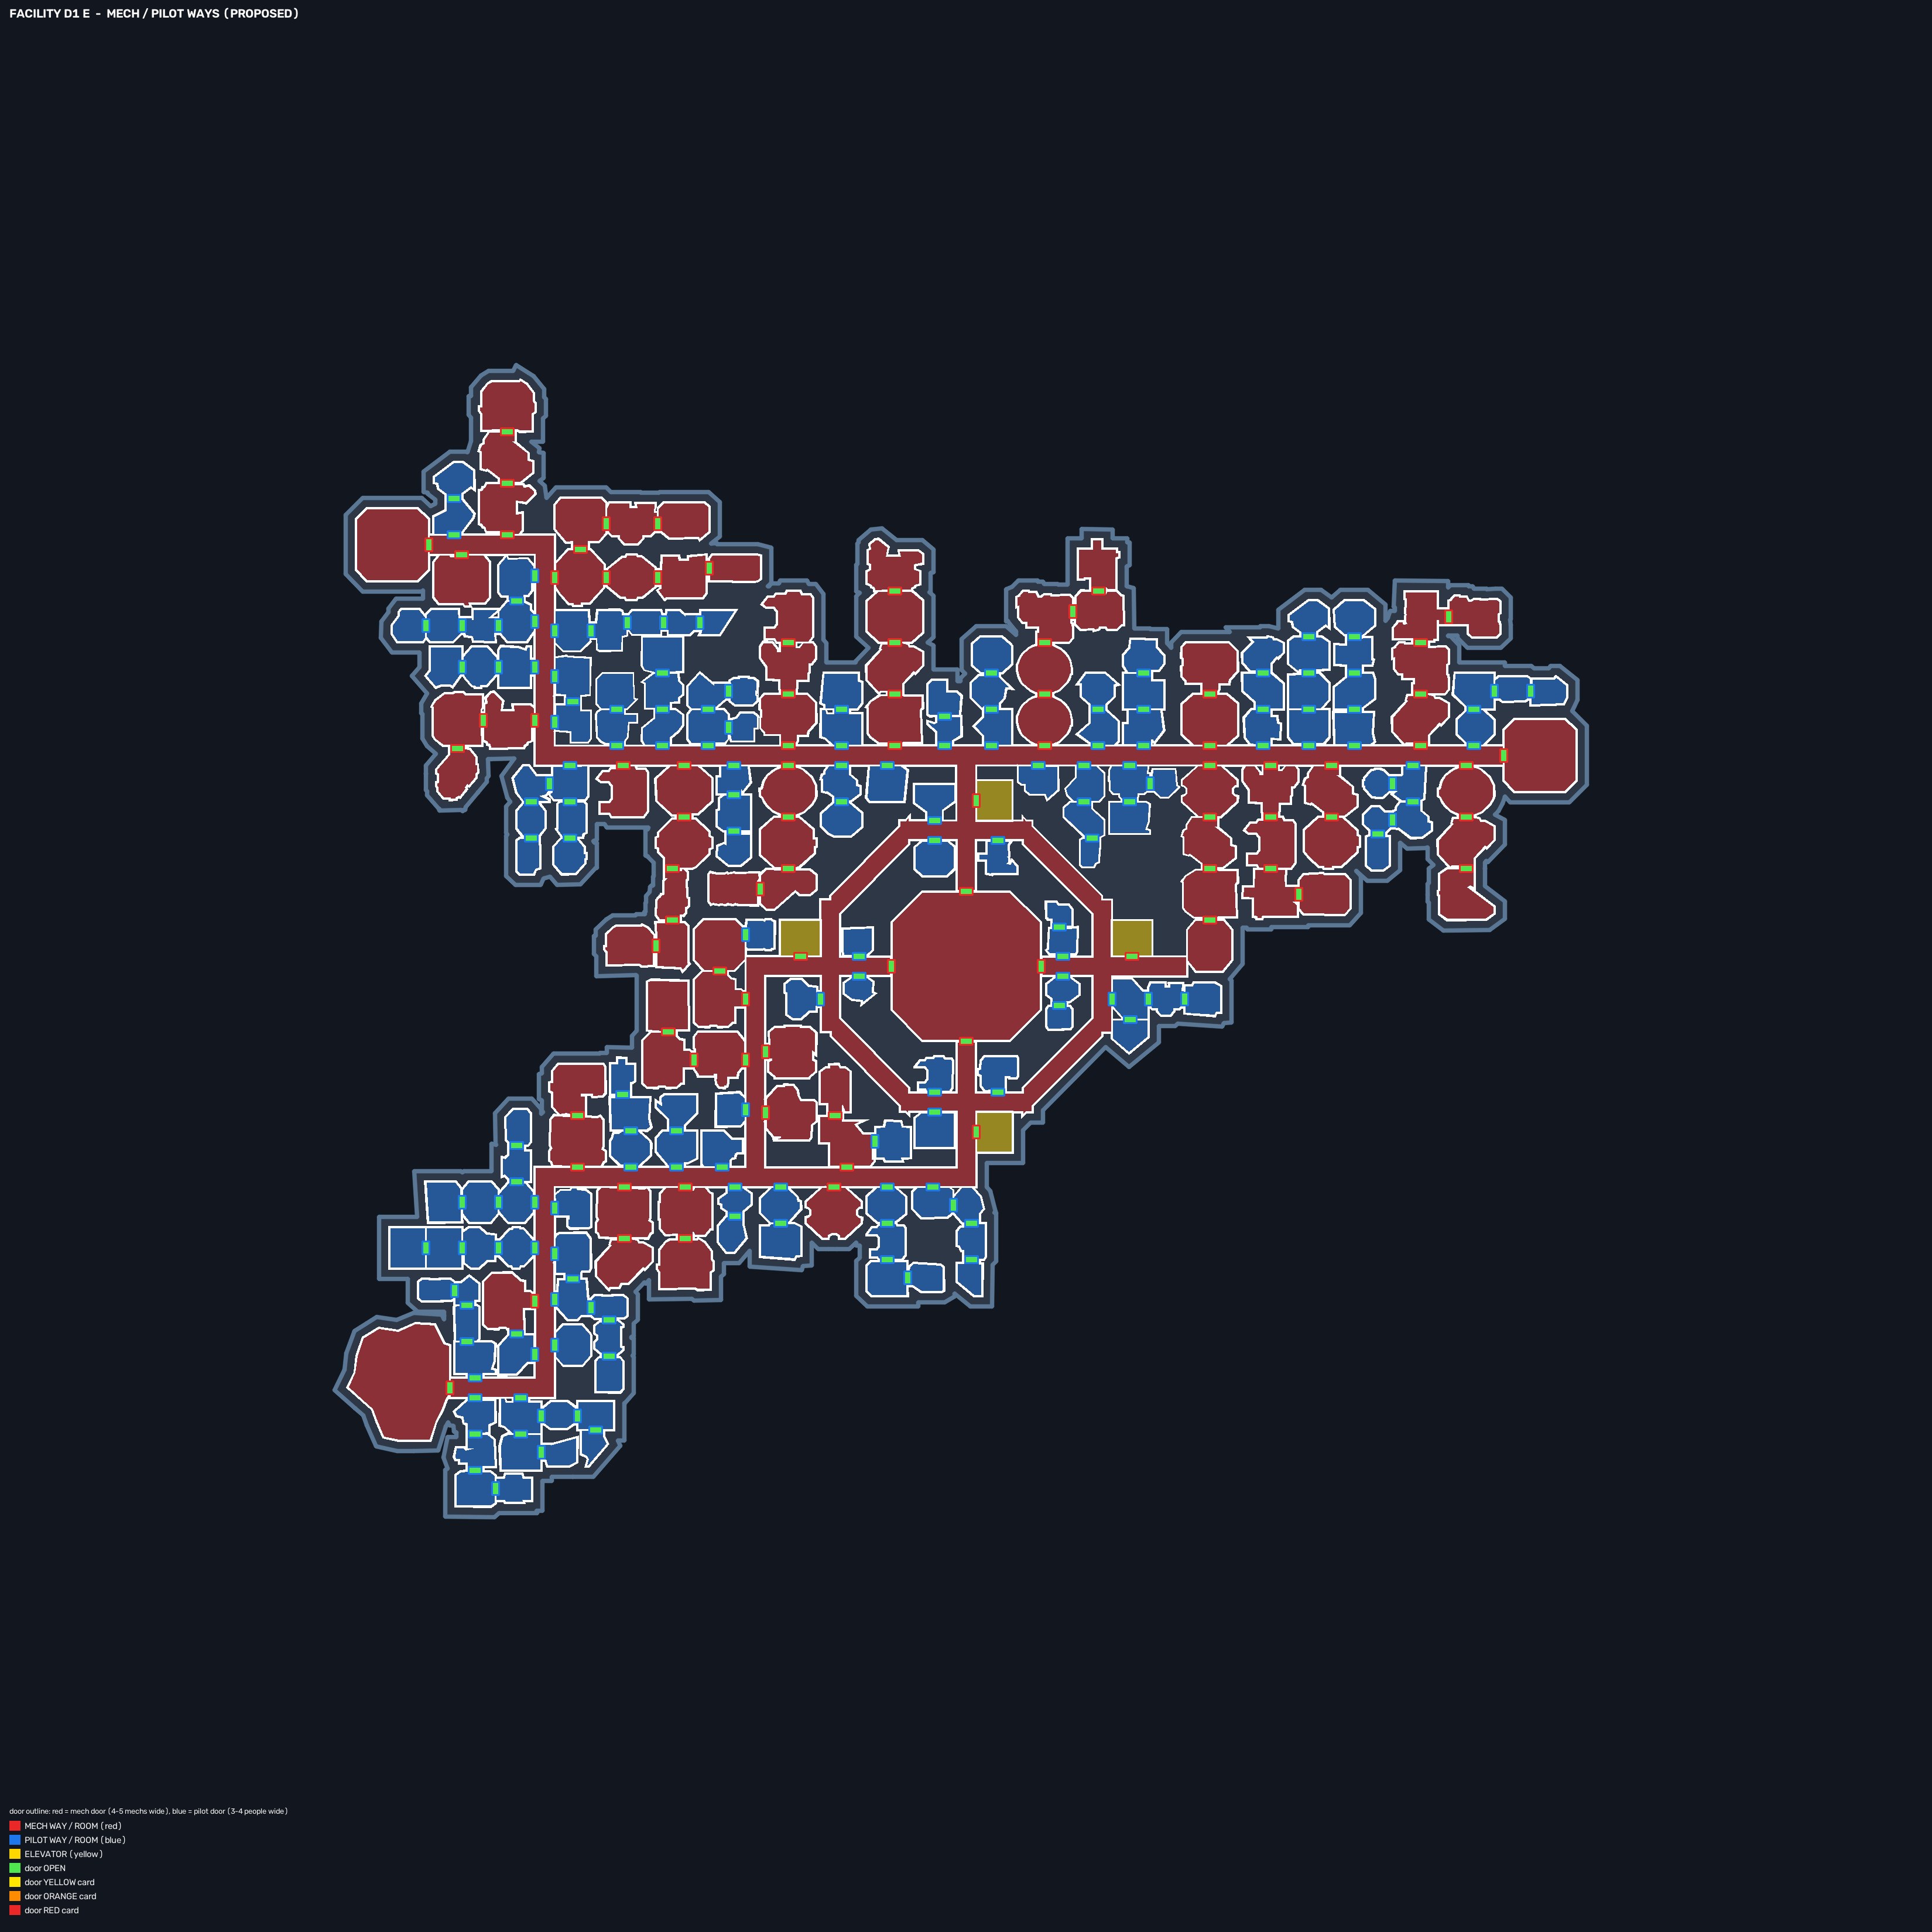 FACILITY D1 E - MECH / PILOT WAYS (PROPOSED)
door outline: red = mech door (4-5 mechs wide), blue = pilot door (3-4 people wide)
MECH WAY / ROOM (red)
PILOT WAY / ROOM (blue)
ELEVATOR (yellow)
door OPEN
door YELLOW card
door ORANGE card
door RED card